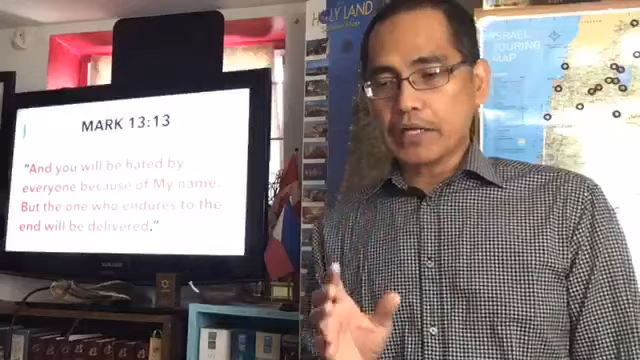 MARK 13:13
"And you will be hated by
everyone because of My name.
But the one who endures to the
end will be delivered."
HOLY LAND
ISRAEL
TOURING
MAP